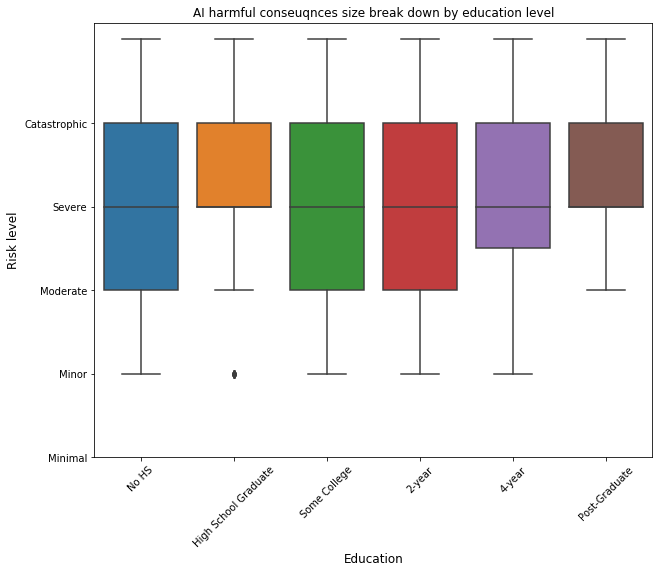 AI harmful conseuqnces size break down by education level
Catastrophic
Severe
Moderate
Minor
Minimal
Risk level
No HS
High School Graduate
Some College
2-year
4-year
Post-Graduate
Education